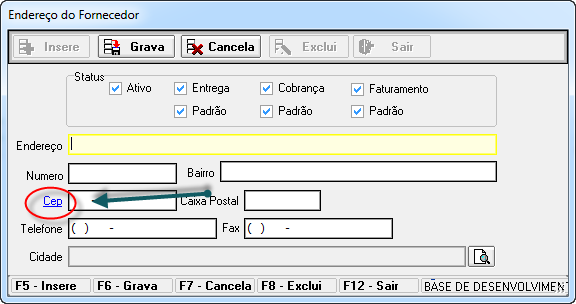 Endereço do Fornecedor
Insere Grava Cancela Exclui Sair
Status
Ativo Entrega Cobrança Faturamento
Padrão Padrão Padrão
Endereço
Numero Bairro
Cep Caixa Postal
Telefone ( ) - Fax ( ) -
Cidade
F5 - Insere F6 - Grava F7 - Cancela F8 - Exclui F12 - Sair BASE DE DESENVOLVIMENT